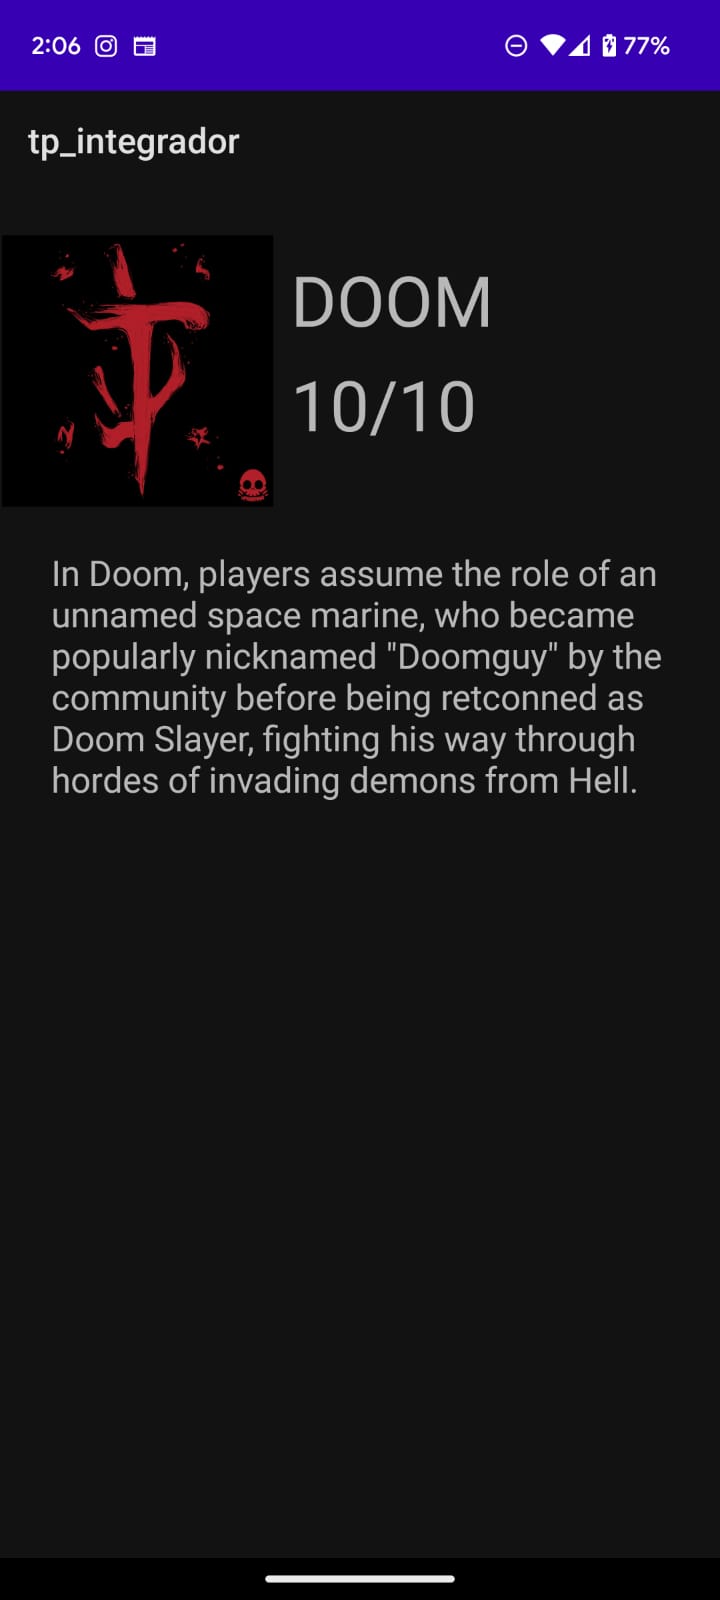 2:06
77%
tp_integrador
DOOM
10/10
In Doom, players assume the role of an
unnamed space marine, who became
popularly nicknamed "Doomguy" by the
community before being retconned as
Doom Slayer, fighting his way through
hordes of invading demons from Hell.